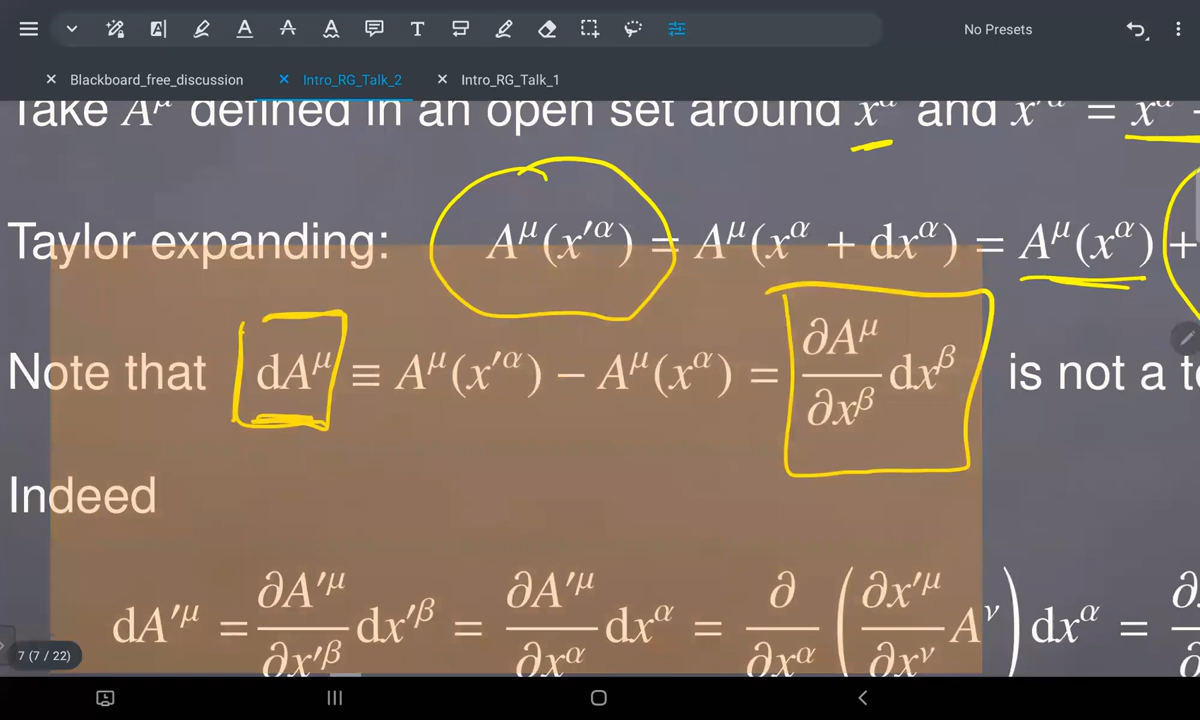 No Presets
Blackboard_free_discussion
Intro_RG_Talk_2
Intro_RG_Talk_1
Take A^μ defined in an open set around x^α and x'^α = x^α
Taylor expanding: A^μ(x'^α) = A^μ(x^α + dx^α) = A^μ(x^α) +
Note that dA^μ ≡ A^μ(x'^α) − A^μ(x^α) = ∂A^μ/∂x^β dx^β is not a
Indeed
dA'^μ = ∂A'^μ/∂x'^β dx'^β = ∂A'^μ/∂x^α dx^α = ∂/∂x^α (∂x'^μ/∂x^ν A^ν) dx^α =
7 (7 / 22)